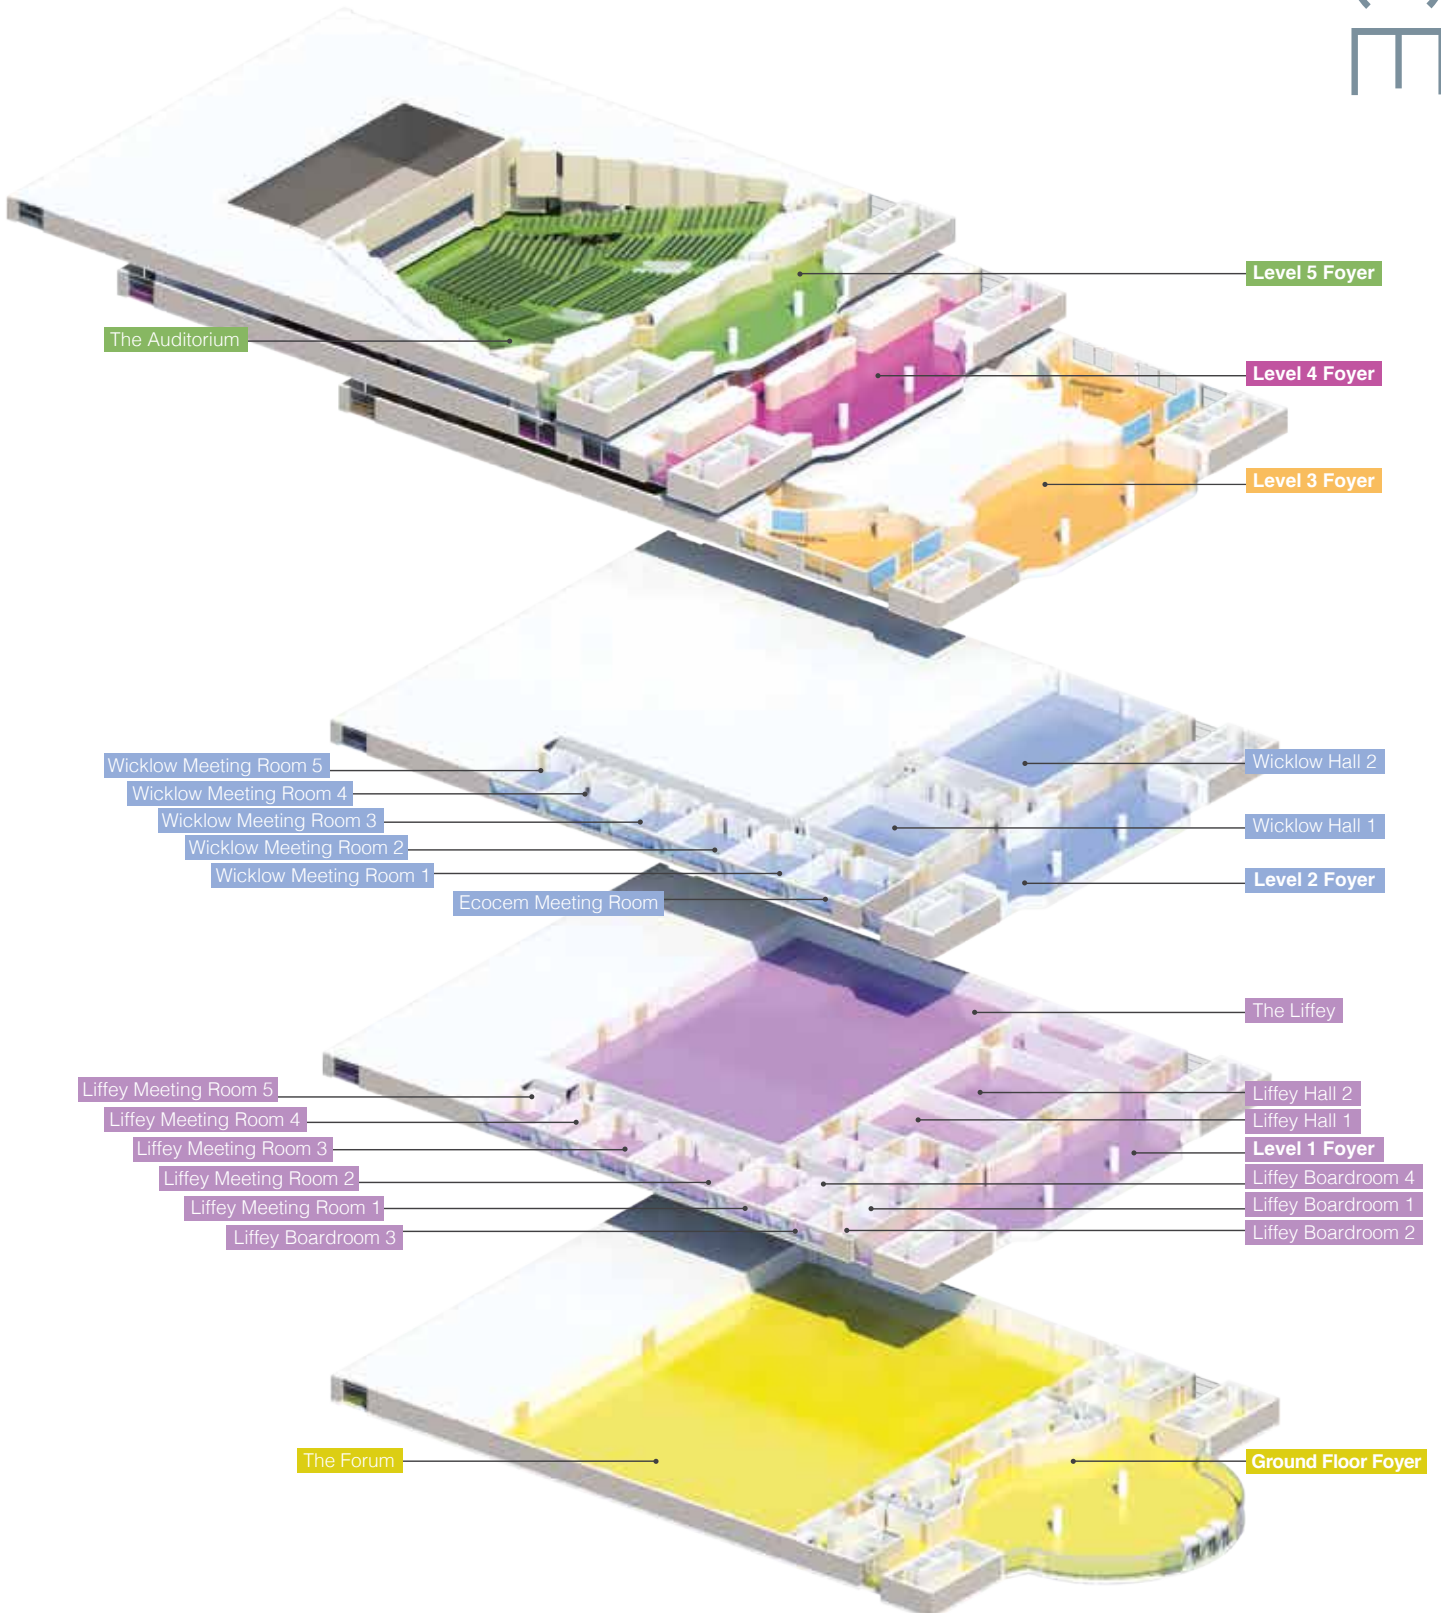 Level 5 Foyer
The Auditorium
Level 4 Foyer
Level 3 Foyer
Wicklow Meeting Room 5
Wicklow Hall 2
Wicklow Meeting Room 4
Wicklow Meeting Room 3
Wicklow Hall 1
Wicklow Meeting Room 2
Wicklow Meeting Room 1
Level 2 Foyer
Ecocem Meeting Room
The Liffey
Liffey Meeting Room 5
Liffey Hall 2
Liffey Meeting Room 4
Liffey Hall 1
Liffey Meeting Room 3
Level 1 Foyer
Liffey Meeting Room 2
Liffey Boardroom 4
Liffey Meeting Room 1
Liffey Boardroom 1
Liffey Boardroom 3
Liffey Boardroom 2
The Forum
Ground Floor Foyer